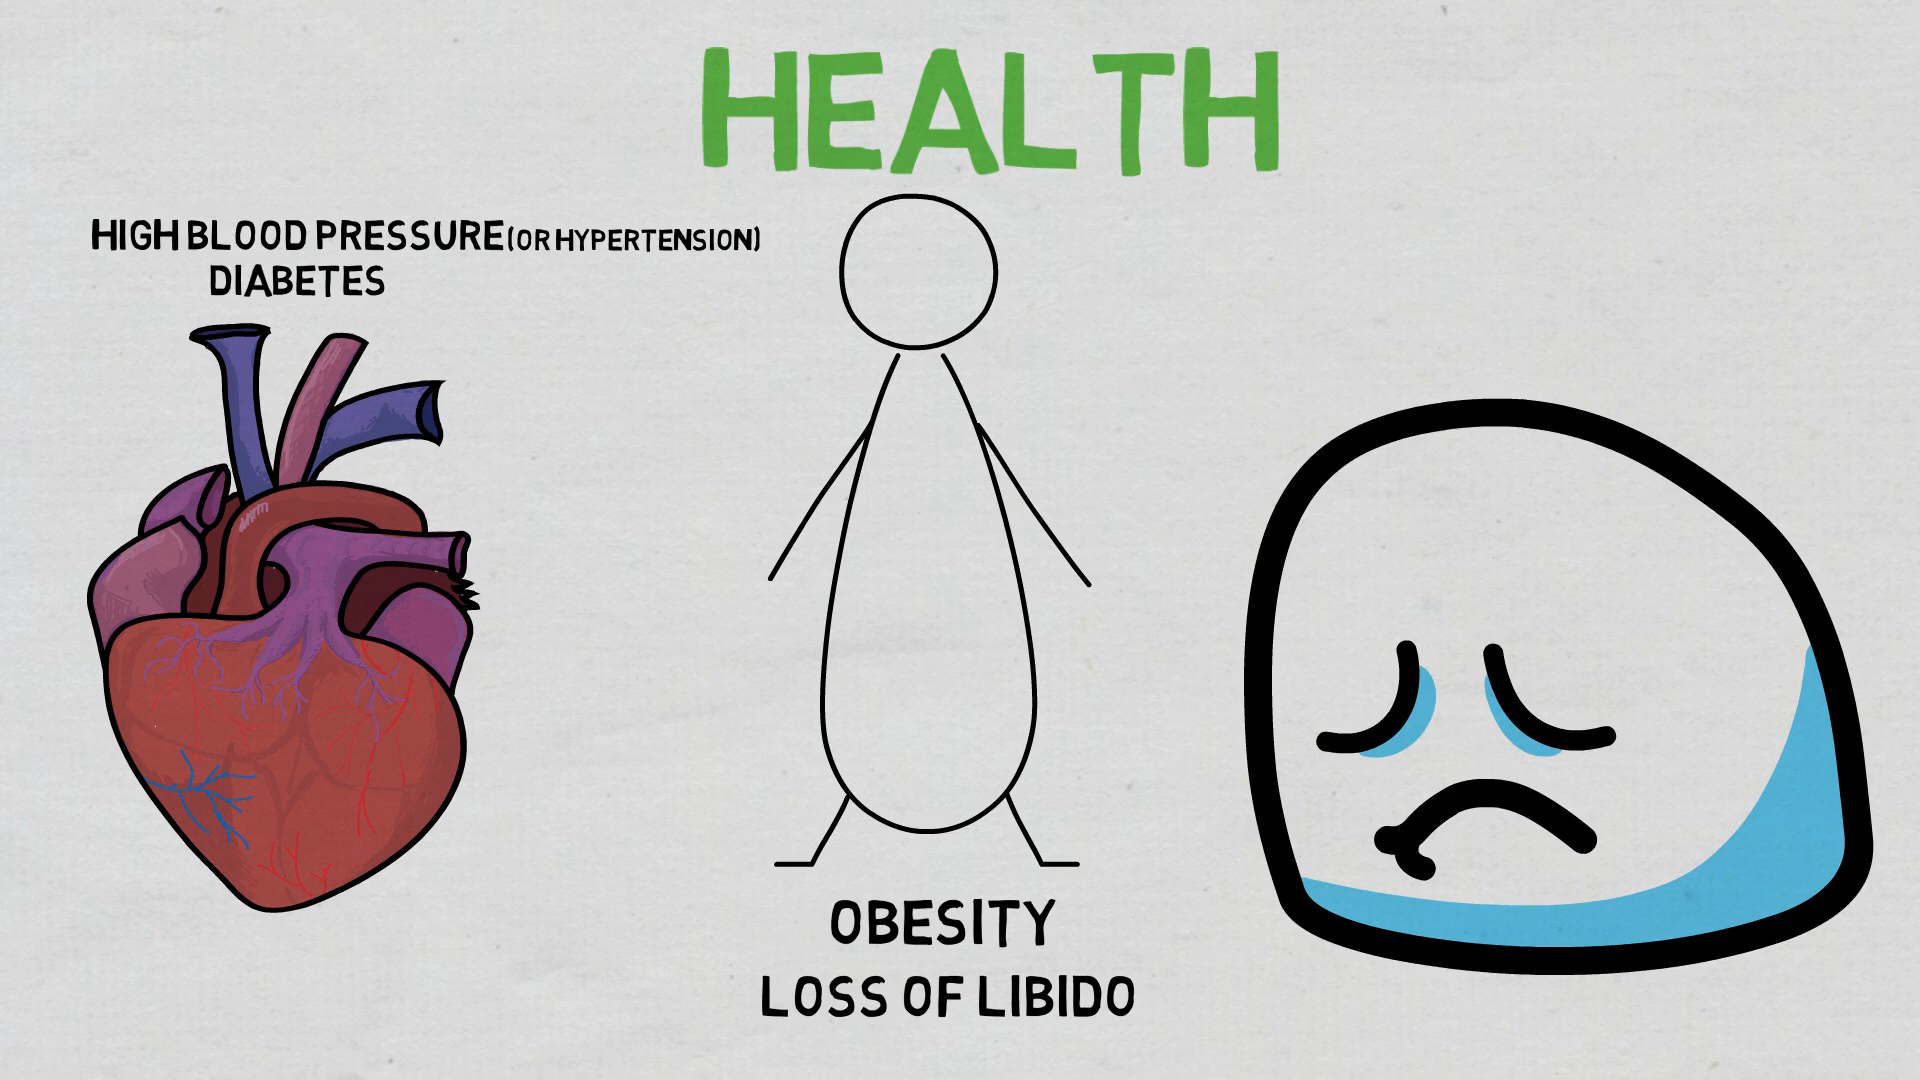 HEALTH
HIGH BLOOD PRESSURE (OR HYPERTENSION)
DIABETES
OBESITY
LOSS OF LIBIDO